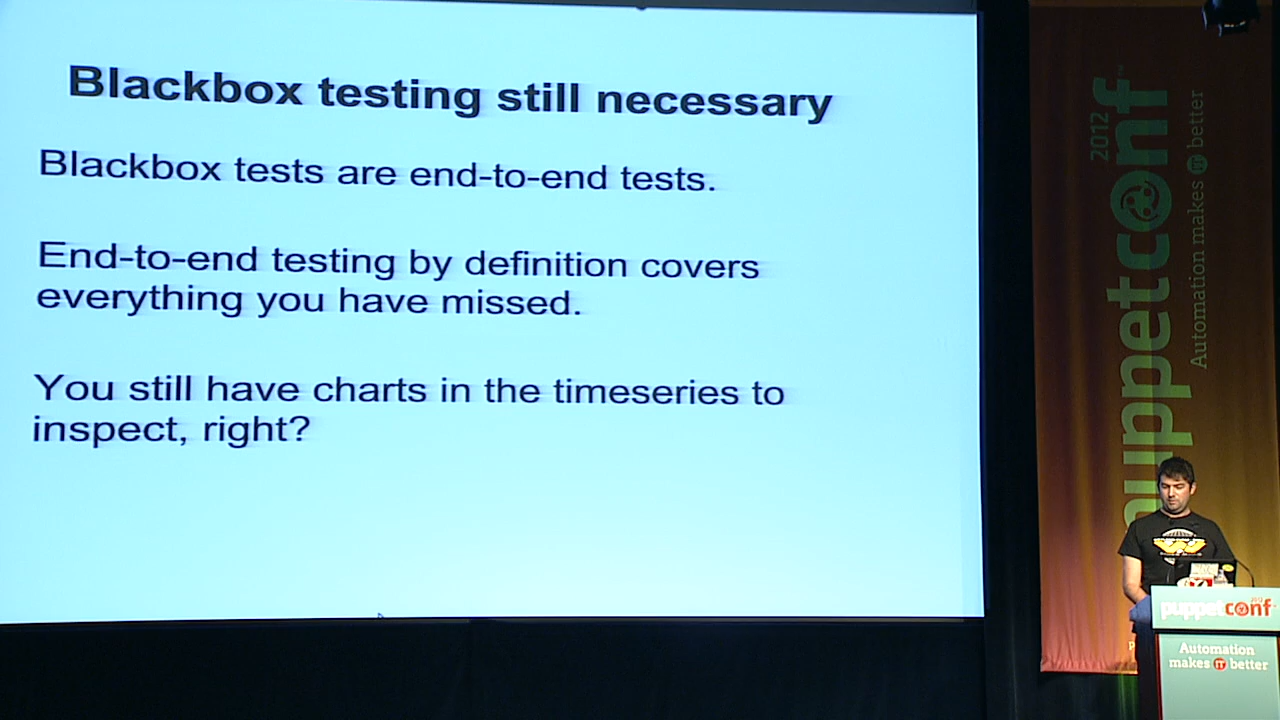 Blackbox testing still necessary
Blackbox tests are end-to-end tests.
End-to-end testing by definition covers
everything you have missed.
You still have charts in the timeseries to
inspect, right?
puppetconf
2012
Automation makes IT better
puppetconf
Automation
makes IT better